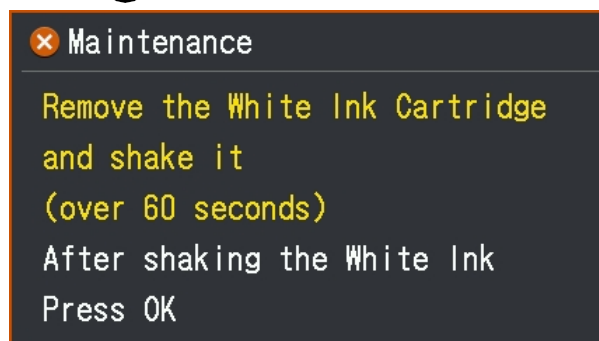 Maintenance
Remove the White Ink Cartridge
and shake it
(over 60 seconds)
After shaking the White Ink
Press OK